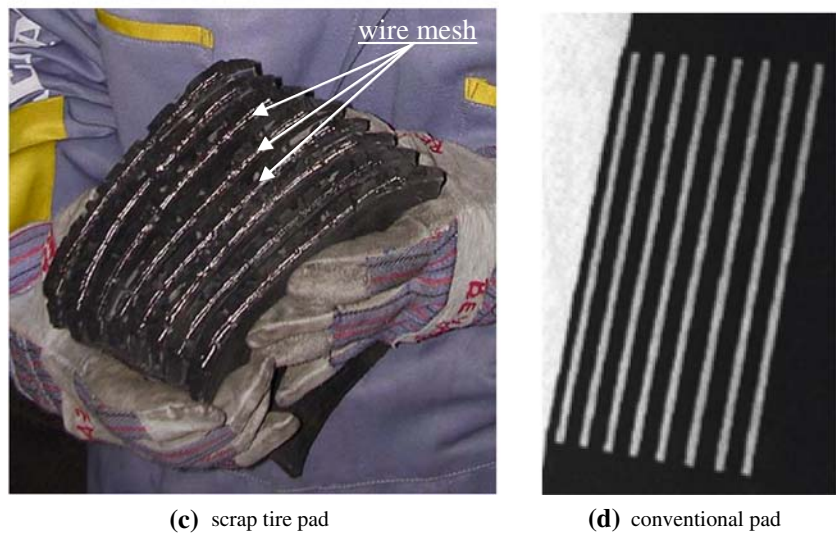 wire mesh
(c) scrap tire pad
(d) conventional pad